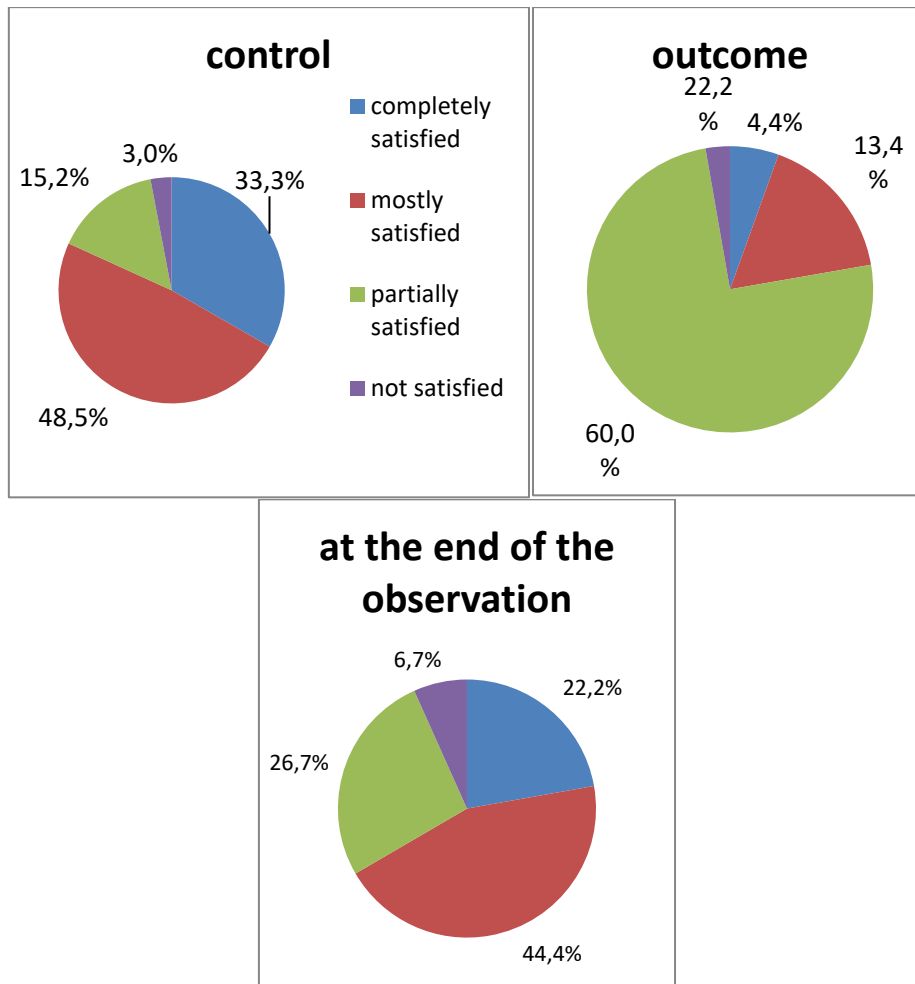 control
completely
satisfied
mostly
satisfied
partially
satisfied
not satisfied
3,0%
15,2%
33,3%
48,5%
outcome
22,2
%
4,4%
13,4
%
60,0
%
at the end of the
observation
6,7%
22,2%
26,7%
44,4%